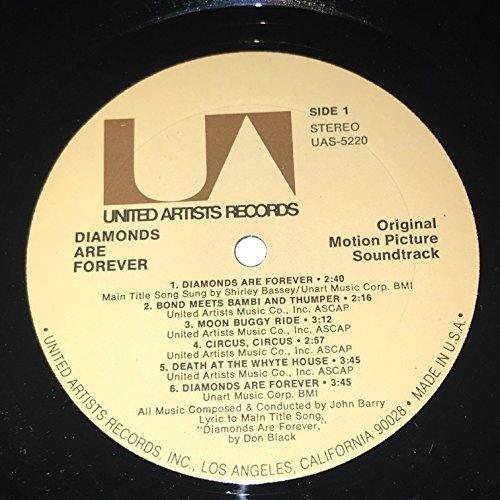 UA
SIDE 1
STEREO
UAS-5220
UNITED ARTISTS RECORDS
DIAMONDS
ARE
FOREVER
Original
Motion Picture
Soundtrack
1. DIAMONDS ARE FOREVER • 2:40
Main Title Song Sung by Shirley Bassey/Unart Music Corp. BMI
2. BOND MEETS BAMBI AND THUMPER • 2:16
United Artists Music Co., Inc. ASCAP
3. MOON BUGGY RIDE • 3:12
United Artists Music Co., Inc. ASCAP
4. CIRCUS, CIRCUS • 2:57
United Artists Music Co., Inc. ASCAP
5. DEATH AT THE WHYTE HOUSE • 3:45
United Artists Music Co., Inc. ASCAP
6. DIAMONDS ARE FOREVER • 3:45
Unart Music Corp. BMI
All Music Composed & Conducted by John Barry
Lyric to Main Title Song,
"Diamonds Are Forever,"
by Don Black
• UNITED ARTISTS RECORDS, INC., LOS ANGELES, CALIFORNIA 90028 • MADE IN U.S.A. •